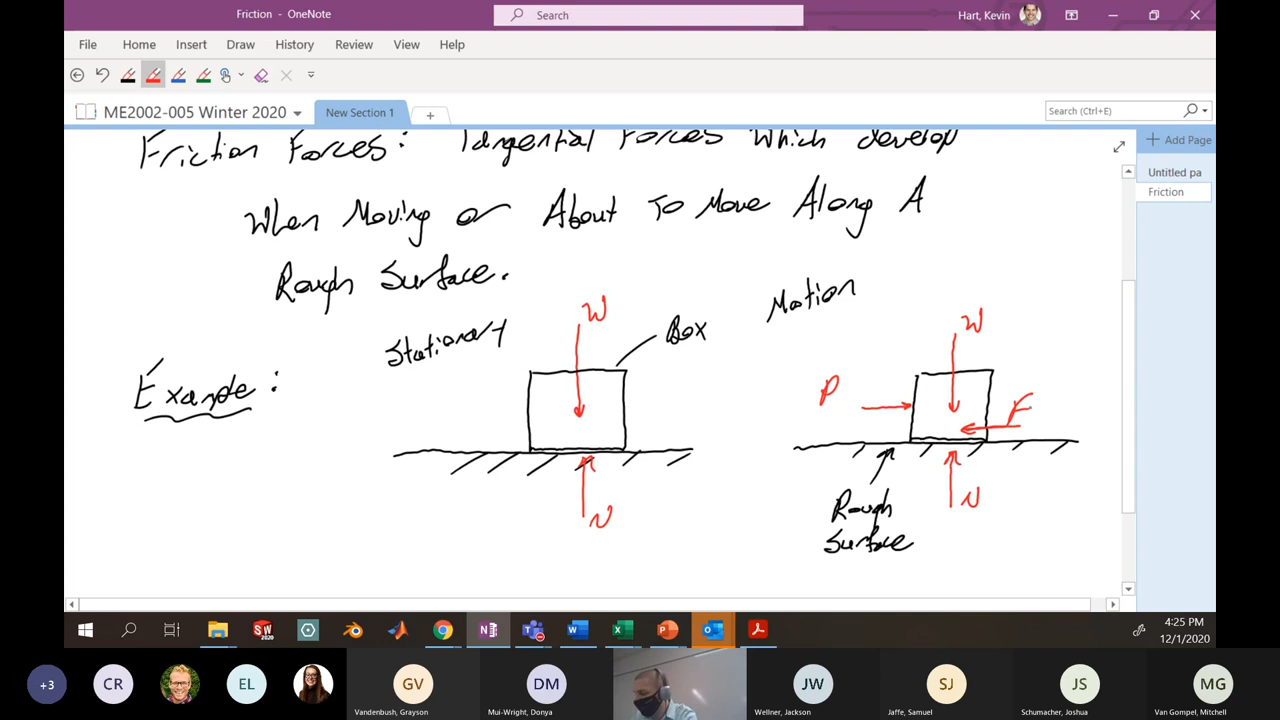 Friction - OneNote
Search
Hart, Kevin
File Home Insert Draw History Review View Help
ME2002-005 Winter 2020
New Section 1
Search (Ctrl+E)
Add Page
Untitled pa
Friction
Friction Forces: Tangential Forces Which develop
When Moving or About To Move Along A
Rough Surface.
Example:
Stationary
W
Box
N
Motion
W
P
F
N
Rough
Surface
SW
2020
4:25 PM
12/1/2020
+3
CR
EL
GV
Vandenbush, Grayson
DM
Mui-Wright, Donya
JW
Wellner, Jackson
SJ
Jaffe, Samuel
JS
Schumacher, Joshua
MG
Van Gompel, Mitchell